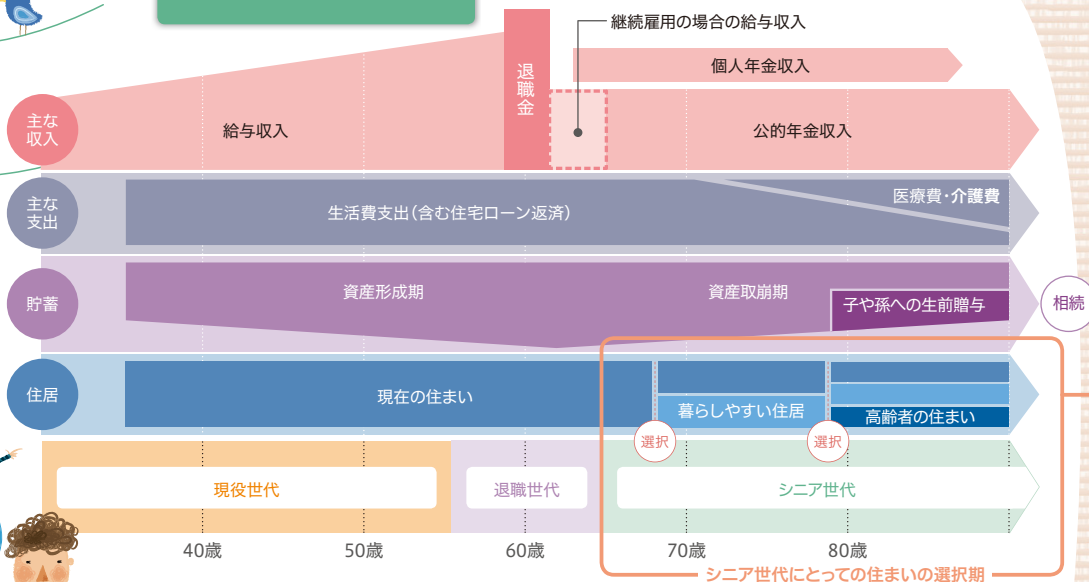 継続雇用の場合の給与収入
退職金
個人年金収入
主な
収入
給与収入
公的年金収入
主な
支出
生活費支出(含む住宅ローン返済)
医療費・介護費
貯蓄
資産形成期
資産取崩期
子や孫への生前贈与
相続
住居
現在の住まい
暮らしやすい住居
高齢者の住まい
選択
選択
現役世代
退職世代
シニア世代
40歳
50歳
60歳
70歳
80歳
シニア世代にとっての住まいの選択期